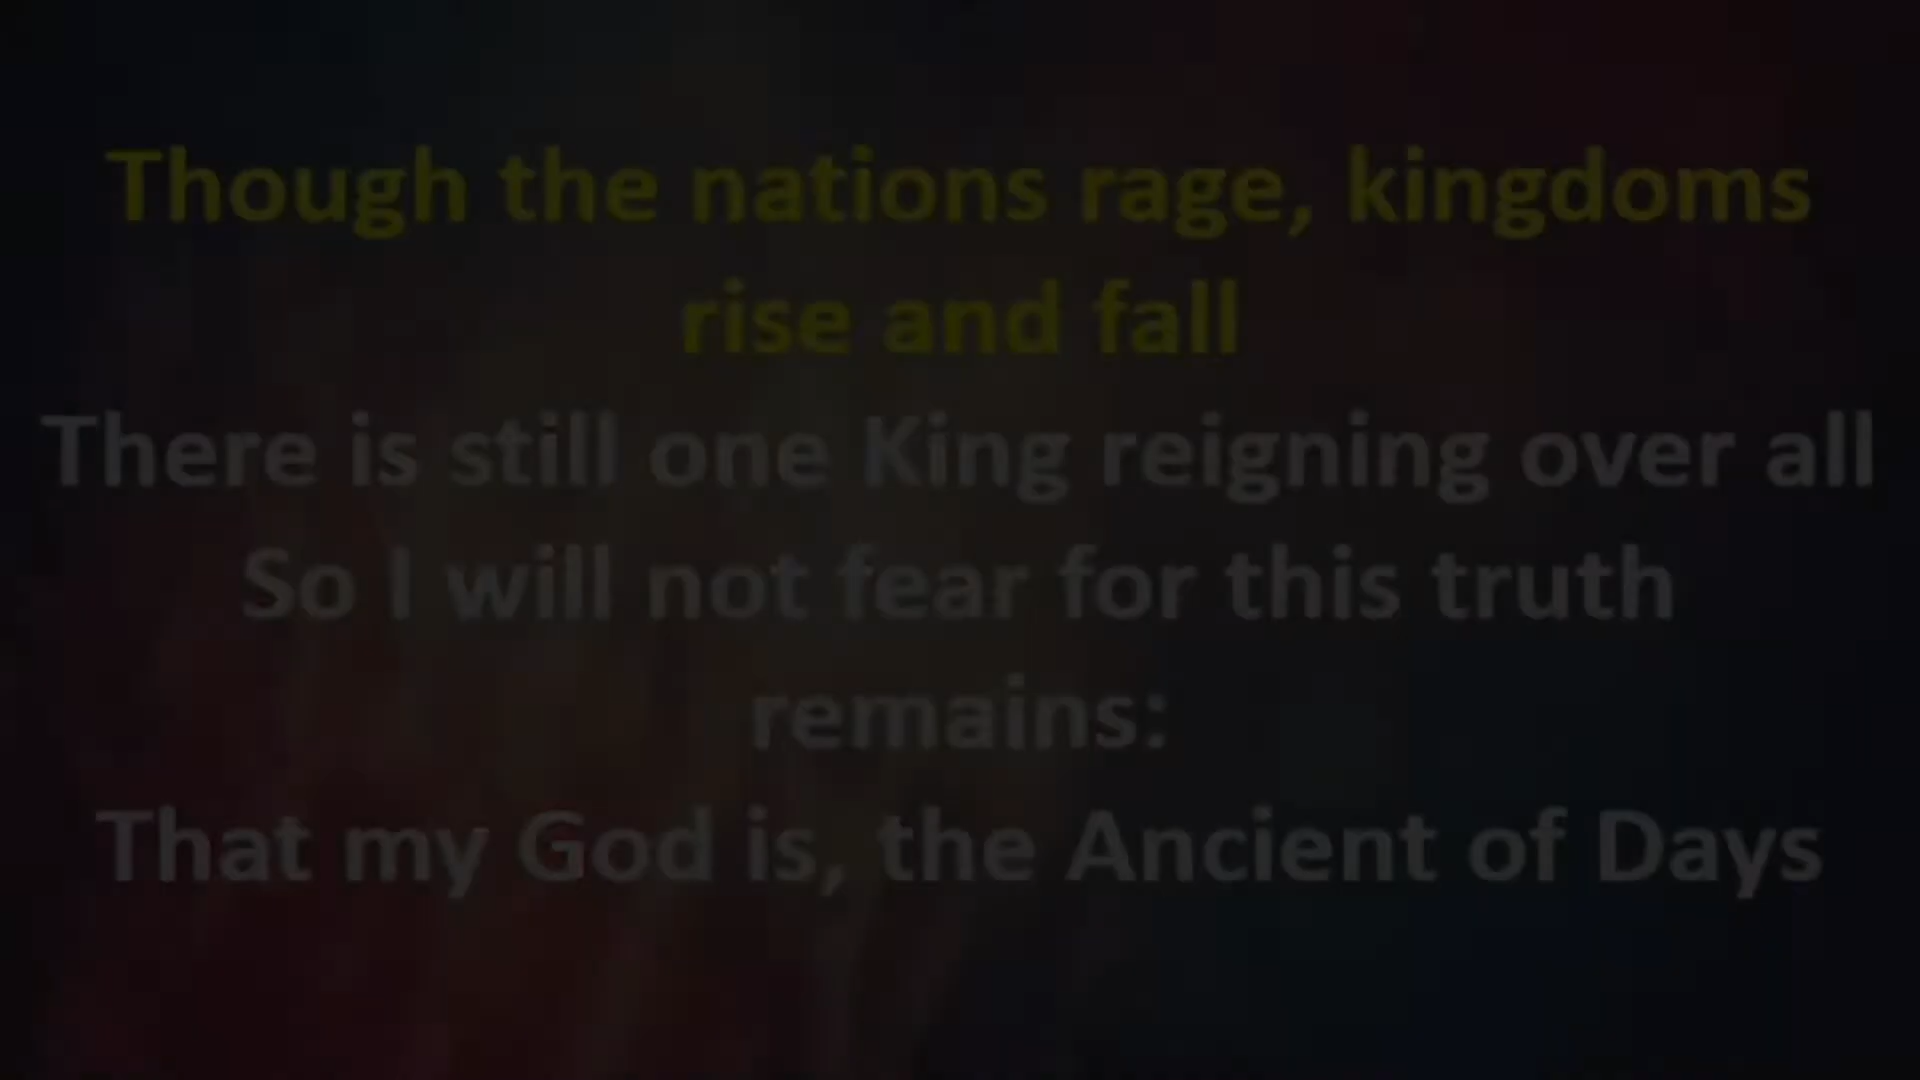 Though the nations rage, kingdoms
rise and fall
There is still one King reigning over all
So I will not fear for this truth
remains:
That my God is, the Ancient of Days